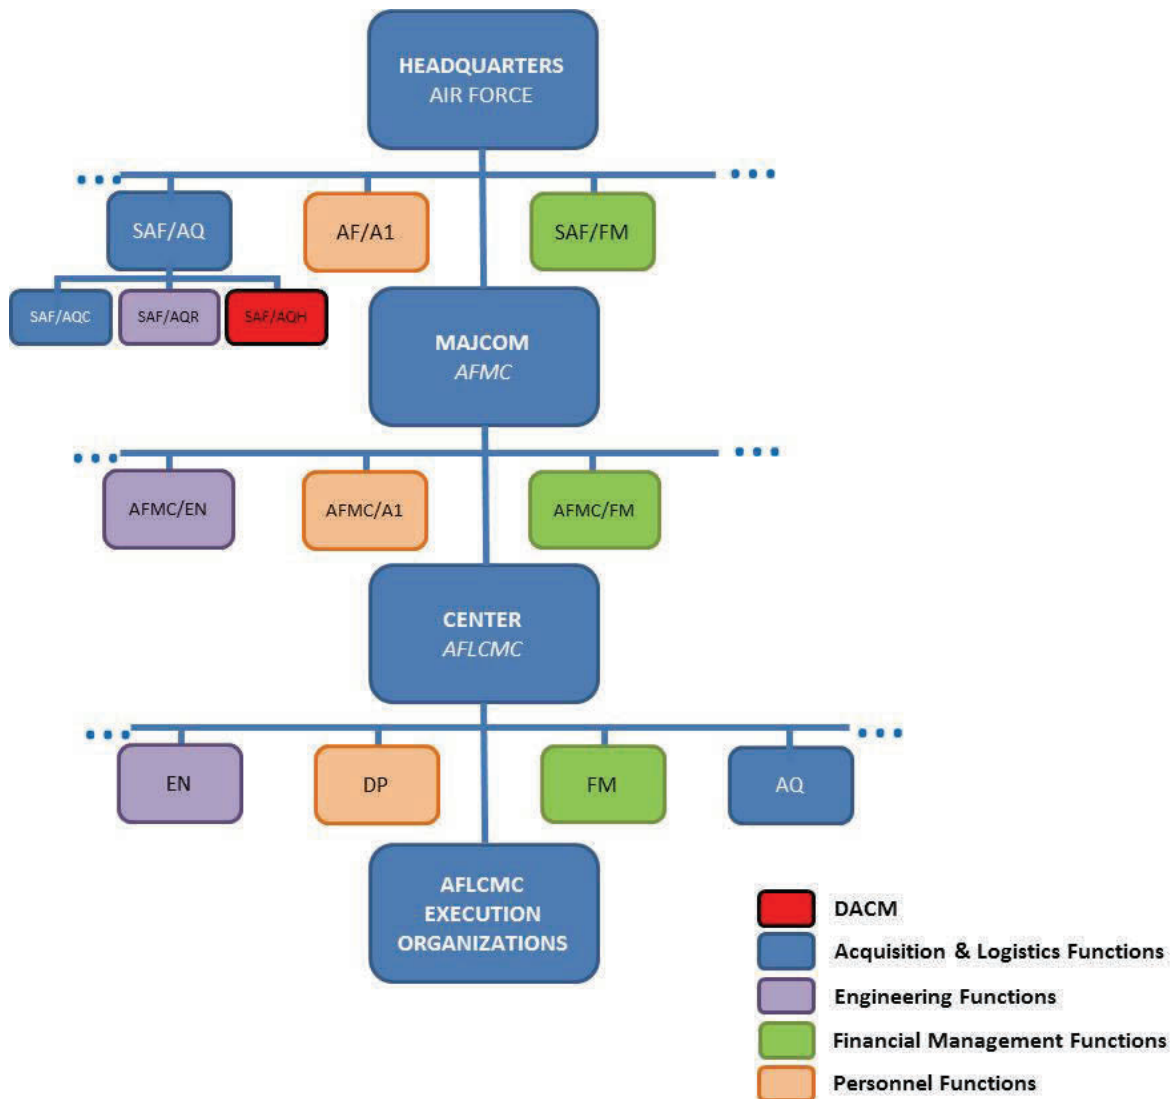 HEADQUARTERS
AIR FORCE
SAF/AQ
AF/A1
SAF/FM
SAF/AQC
SAF/AQR
SAF/AQH
MAJCOM
AFMC
AFMC/EN
AFMC/A1
AFMC/FM
CENTER
AFLCMC
EN
DP
FM
AQ
AFLCMC
EXECUTION
ORGANIZATIONS
DACM
Acquisition & Logistics Functions
Engineering Functions
Financial Management Functions
Personnel Functions